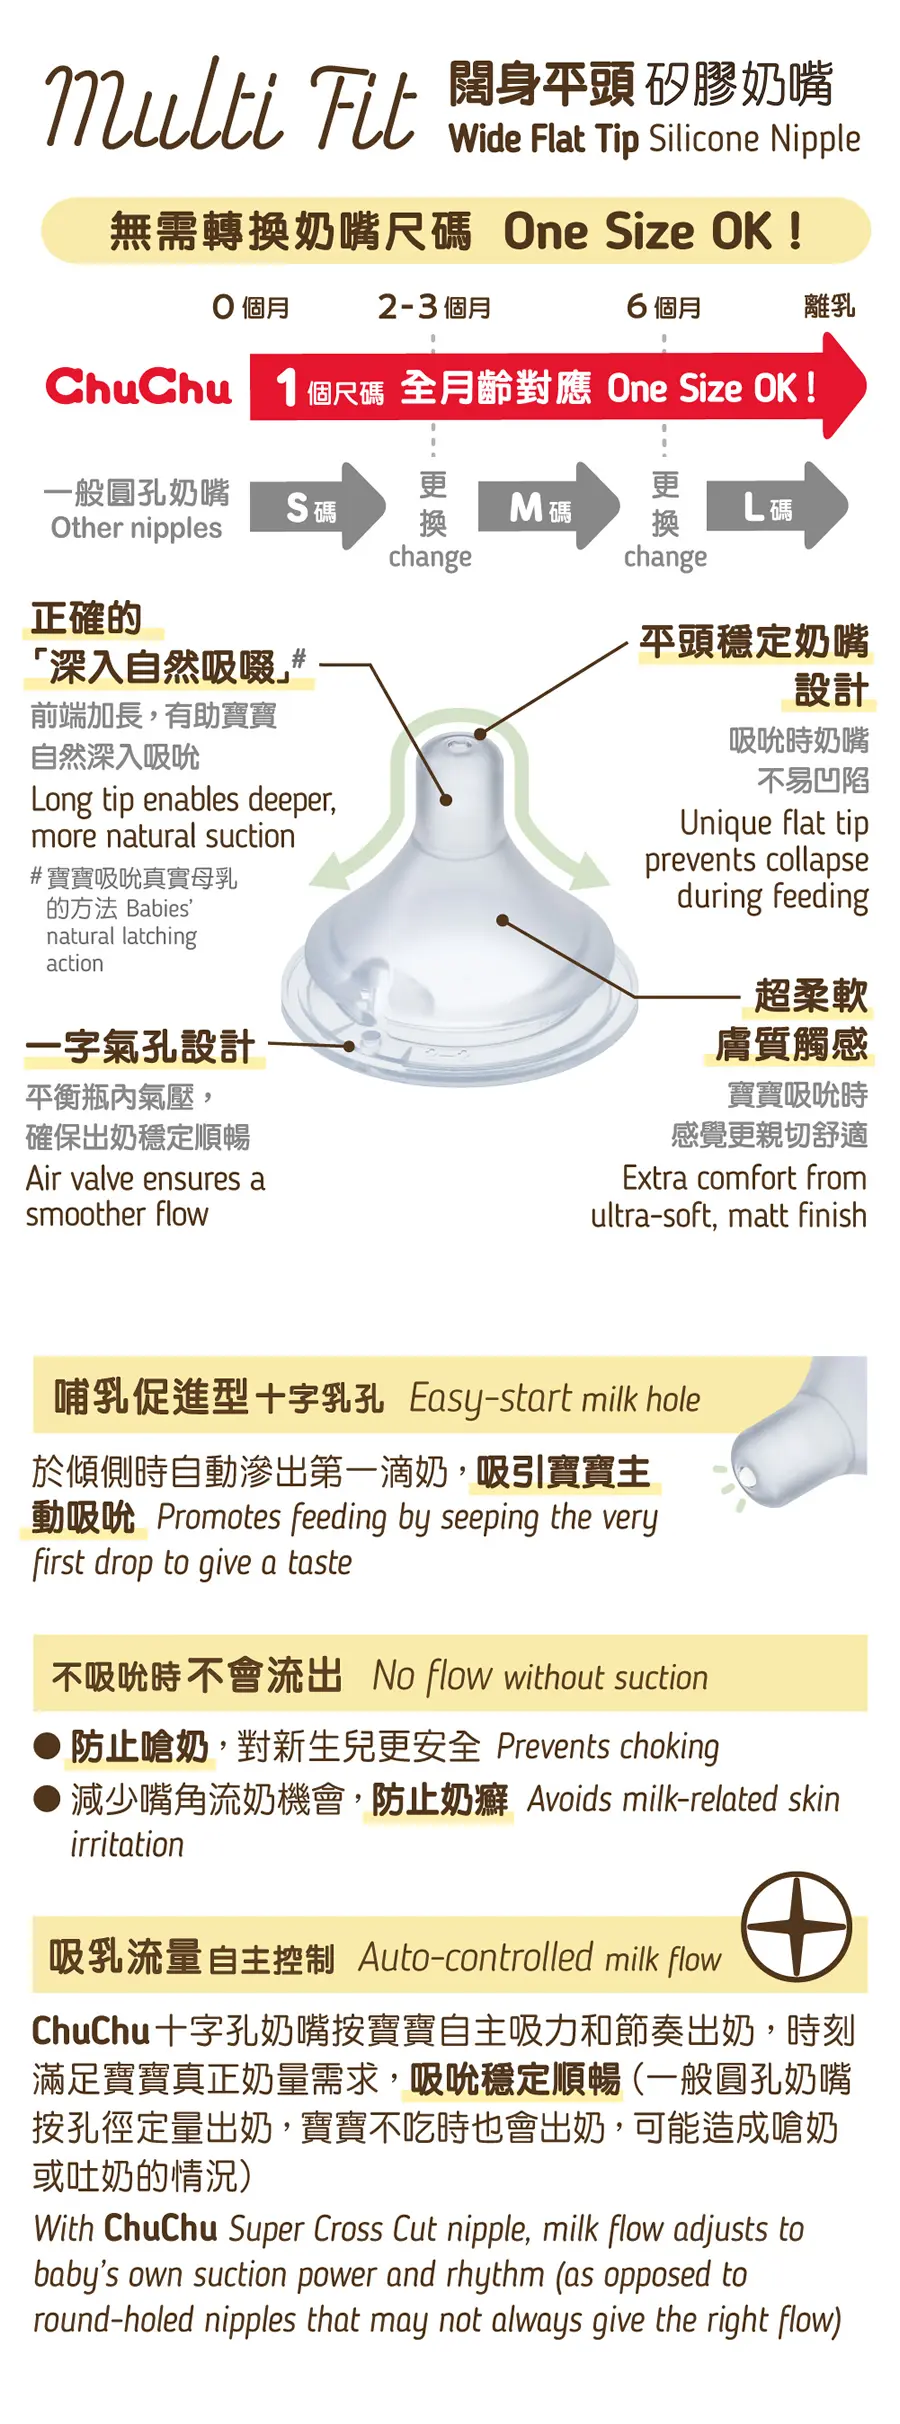 Multi Fit
闊身平頭 矽膠奶嘴
Wide Flat Tip Silicone Nipple
無需轉換奶嘴尺碼 One Size OK!
0個月 2-3個月 6個月 離乳
ChuChu 1個尺碼 全月齡對應 One Size OK!
一般圓孔奶嘴
Other nipples
S碼
更
換
change
M碼
更
換
change
L碼
正確的
「深入自然吸啜」#
前端加長，有助寶寶
自然深入吸吮
Long tip enables deeper,
more natural suction
#寶寶吸吮真實母乳
的方法 Babies’
natural latching
action
平頭穩定奶嘴
設計
吸吮時奶嘴
不易凹陷
Unique flat tip
prevents collapse
during feeding
一字氣孔設計
平衡瓶內氣壓，
確保出奶穩定順暢
Air valve ensures a
smoother flow
超柔軟
膚質觸感
寶寶吸吮時
感覺更親切舒適
Extra comfort from
ultra-soft, matt finish
哺乳促進型十字乳孔 Easy-start milk hole
於傾側時自動滲出第一滴奶，吸引寶寶主
動吸吮 Promotes feeding by seeping the very
first drop to give a taste
不吸吮時不會流出 No flow without suction
● 防止嗆奶，對新生兒更安全 Prevents choking
● 減少嘴角流奶機會，防止奶癬 Avoids milk-related skin
irritation
吸乳流量自主控制 Auto-controlled milk flow
ChuChu十字孔奶嘴按寶寶自主吸力和節奏出奶，時刻
滿足寶寶真正奶量需求，吸吮穩定順暢（一般圓孔奶嘴
按孔徑定量出奶，寶寶不吃時也會出奶，可能造成嗆奶
或吐奶的情況）
With ChuChu Super Cross Cut nipple, milk flow adjusts to
baby’s own suction power and rhythm (as opposed to
round-holed nipples that may not always give the right flow)